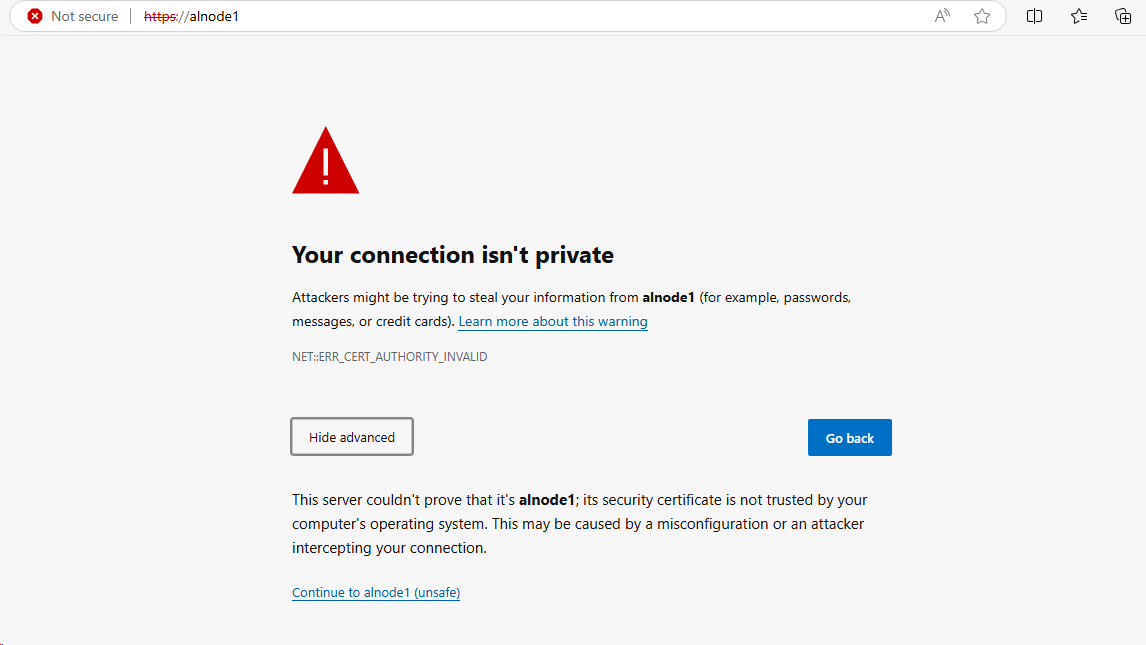 Not secure | https://alnode1
Your connection isn't private
Attackers might be trying to steal your information from alnode1 (for example, passwords,
messages, or credit cards). Learn more about this warning
NET::ERR_CERT_AUTHORITY_INVALID
Hide advanced
Go back
This server couldn't prove that it's alnode1; its security certificate is not trusted by your
computer's operating system. This may be caused by a misconfiguration or an attacker
intercepting your connection.
Continue to alnode1 (unsafe)